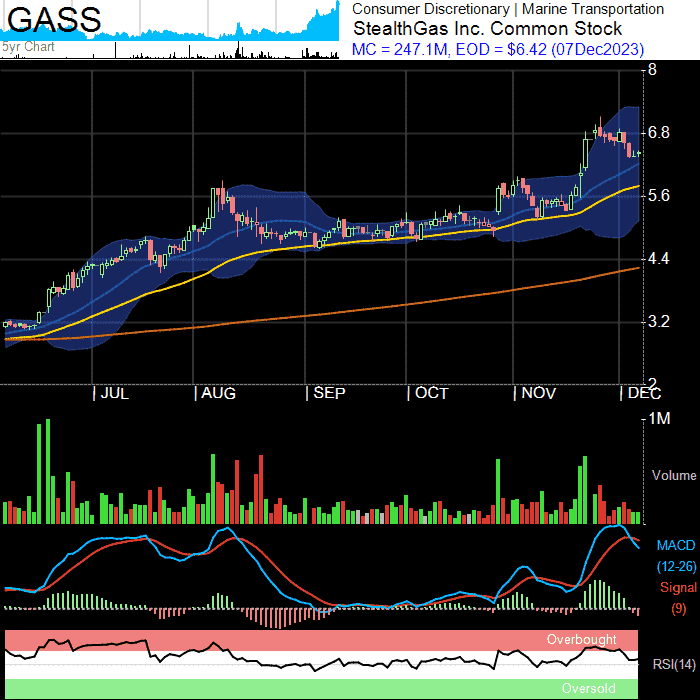 GASS
5yr Chart
Consumer Discretionary | Marine Transportation
StealthGas Inc. Common Stock
MC = 247.1M, EOD = $6.42 (07Dec2023)
8
6.8
5.6
4.4
3.2
2
| JUL | AUG | SEP | OCT | NOV | DEC
1M
Volume
MACD
(12-26)
Signal
(9)
Overbought
RSI(14)
Oversold